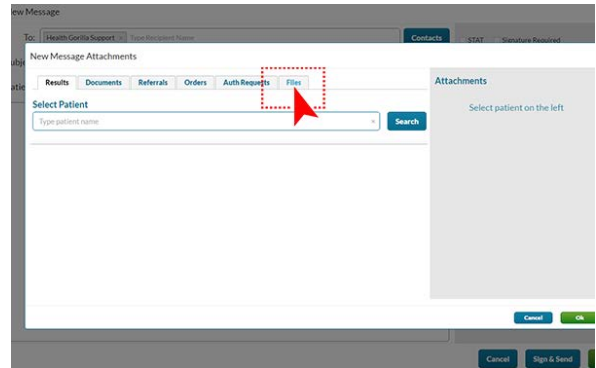 ew Message
To: Health Gorilla Support × Type Recipient Name Contacts STAT Signature Required
ubje
atie
New Message Attachments
Results Documents Referrals Orders Auth Requests Files
Attachments
Select Patient
Select patient on the left
Type patient name Search
Cancel Ok
Cancel Sign & Send